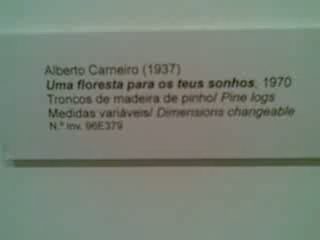 Alberto Carneiro (1937)
Uma floresta para os teus sonhos, 1970
Troncos de madeira de pinho/ Pine logs
Medidas variáveis/ Dimensions changeable
N.º inv. 96E379